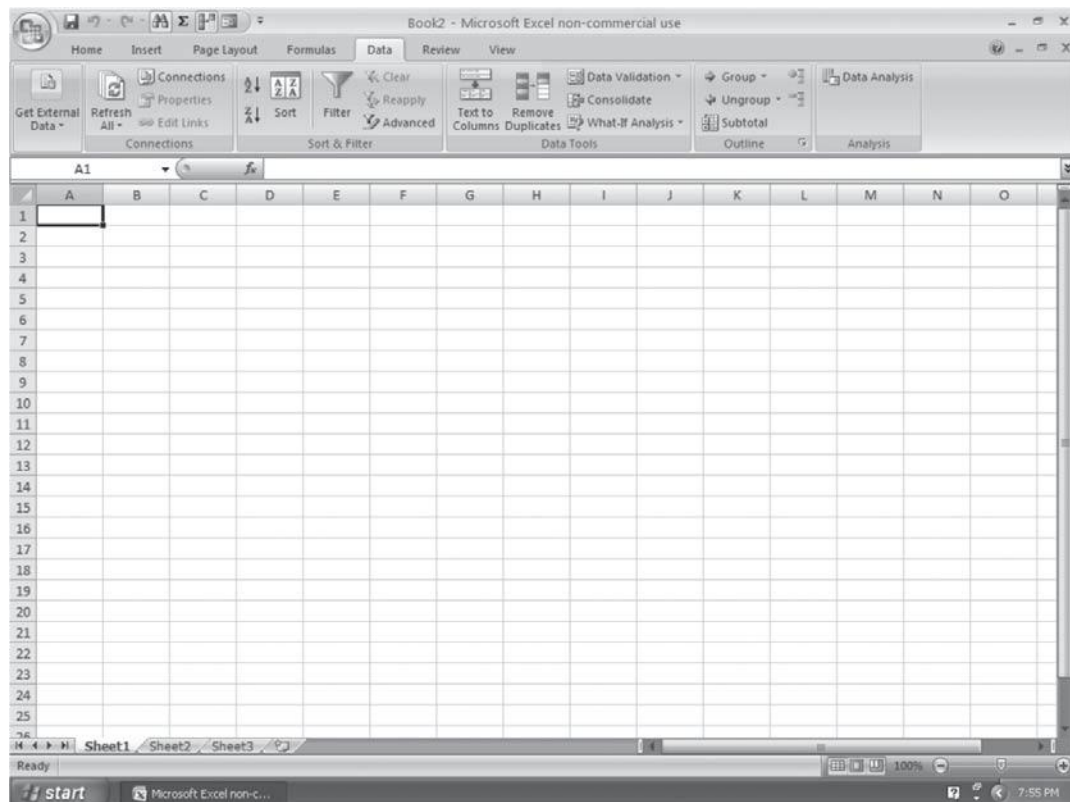 Book2 - Microsoft Excel non-commercial use
Home Insert Page Layout Formulas Data Review View
Get External Data
Refresh All
Connections
Properties
Edit Links
Connections
Sort
Filter
Clear
Reapply
Advanced
Sort & Filter
Text to Columns
Remove Duplicates
Data Validation
Consolidate
What-If Analysis
Data Tools
Group
Ungroup
Subtotal
Outline
Data Analysis
Analysis
A1 fx
A B C D E F G H I J K L M N O
1
2
3
4
5
6
7
8
9
10
11
12
13
14
15
16
17
18
19
20
21
22
23
24
25
26
Sheet1 Sheet2 Sheet3
Ready 100%
start Microsoft Excel non-c... 7:55 PM